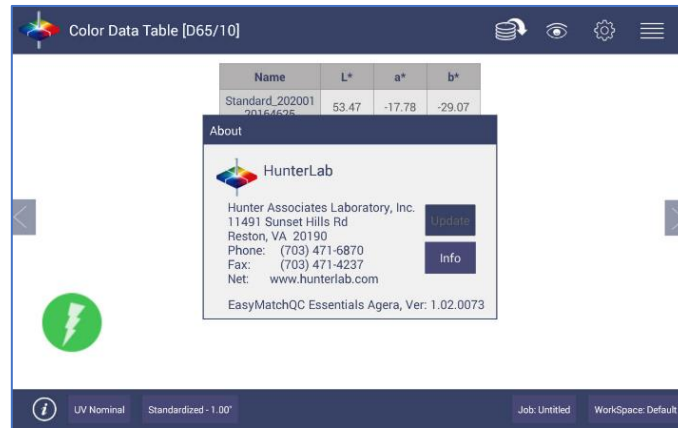 Color Data Table [D65/10]
Name L* a* b*
Standard_202001 53.47 -17.78 -29.07
20164625
About
HunterLab
Hunter Associates Laboratory, Inc.
11491 Sunset Hills Rd
Reston, VA 20190
Phone: (703) 471-6870
Fax: (703) 471-4237
Net: www.hunterlab.com
Update
Info
EasyMatchQC Essentials Agera, Ver: 1.02.0073
i UV Nominal Standardized - 1.00" Job: Untitled WorkSpace: Default